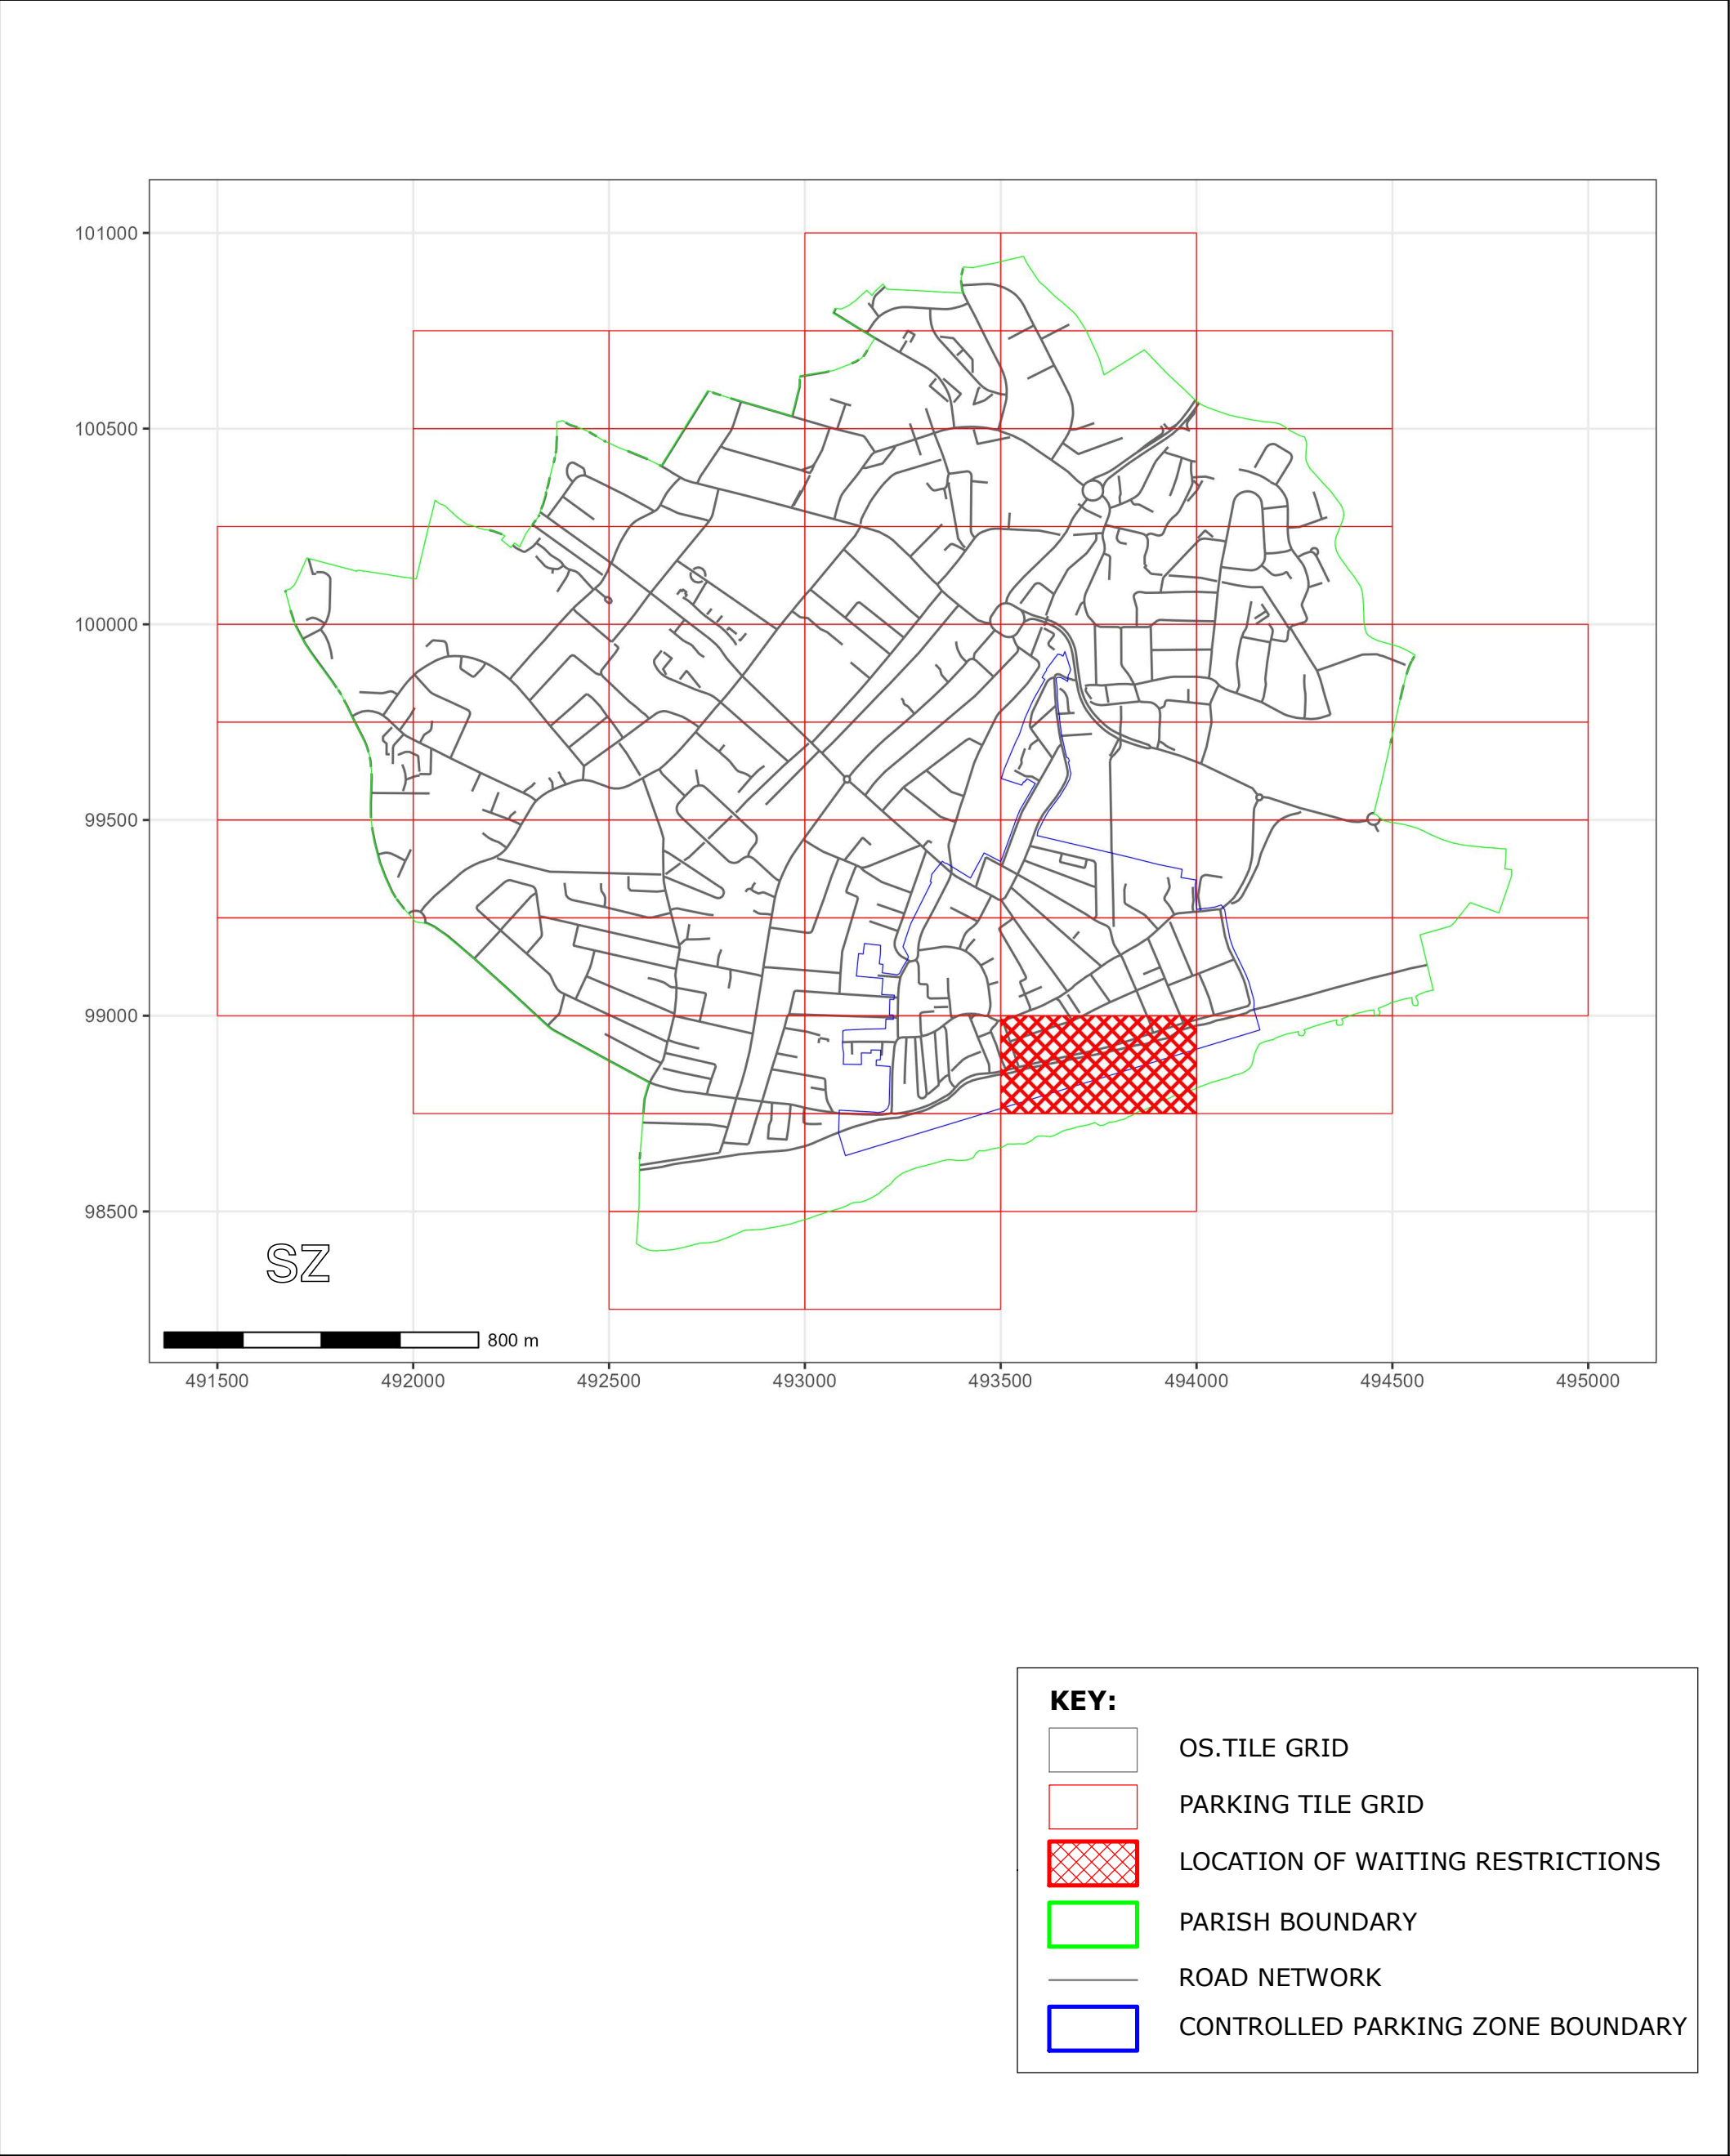 101000
100500
100000
99500
99000
98500
SZ
800 m
491500 492000 492500 493000 493500 494000 494500 495000
KEY:
OS.TILE GRID
PARKING TILE GRID
LOCATION OF WAITING RESTRICTIONS
PARISH BOUNDARY
ROAD NETWORK
CONTROLLED PARKING ZONE BOUNDARY